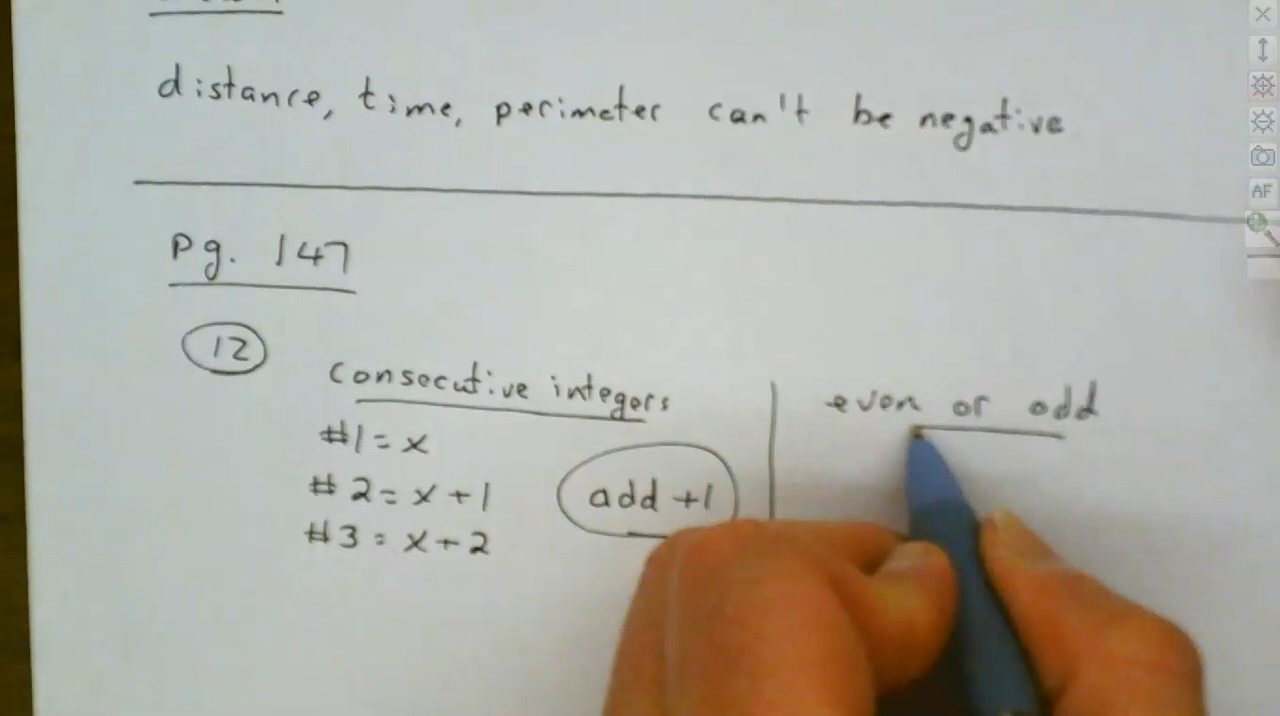 distance, time, perimeter can't be negative
pg. 147
12
consecutive integers
#1 = x
#2 = x + 1
#3 = x + 2
add +1
even or odd
AF